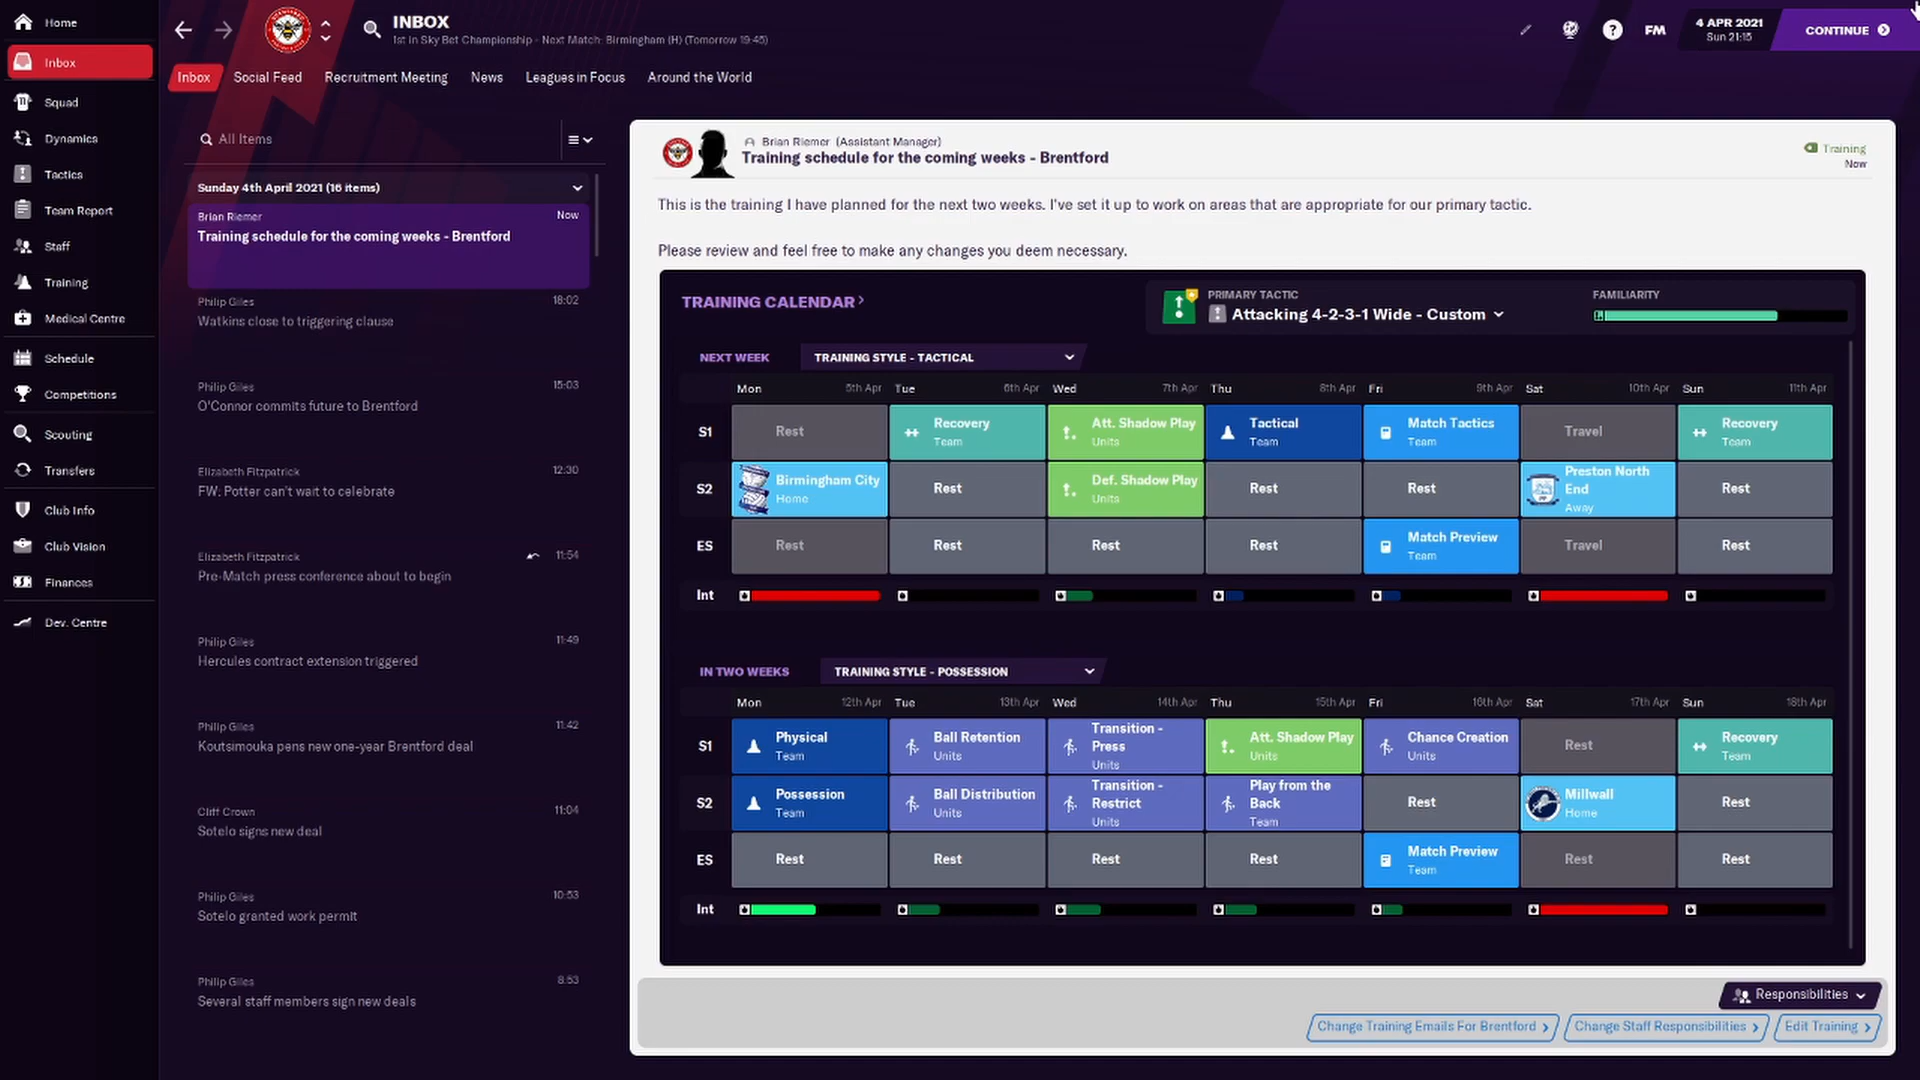 Home
Inbox
Squad
Dynamics
Tactics
Team Report
Staff
Training
Medical Centre
Schedule
Competitions
Scouting
Transfers
Club Info
Club Vision
Finances
Dev. Centre
INBOX
1st in Sky Bet Championship - Next Match: Birmingham (H) (Tomorrow 19:45)
FM
4 APR 2021
Sun 21:15
CONTINUE
Inbox Social Feed Recruitment Meeting News Leagues in Focus Around the World
All Items
Sunday 4th April 2021 (16 items)
Brian Riemer Now
Training schedule for the coming weeks - Brentford
Philip Giles 18:02
Watkins close to triggering clause
Philip Giles 15:03
O'Connor commits future to Brentford
Elizabeth Fitzpatrick 12:30
FW: Potter can't wait to celebrate
Elizabeth Fitzpatrick 11:54
Pre-Match press conference about to begin
Philip Giles 11:49
Hercules contract extension triggered
Philip Giles 11:42
Koutsimouka pens new one-year Brentford deal
Cliff Crown 11:04
Sotelo signs new deal
Philip Giles 10:53
Sotelo granted work permit
Philip Giles 8:53
Several staff members sign new deals
Brian Riemer (Assistant Manager)
Training schedule for the coming weeks - Brentford
Training
Now
This is the training I have planned for the next two weeks. I've set it up to work on areas that are appropriate for our primary tactic.
Please review and feel free to make any changes you deem necessary.
TRAINING CALENDAR
PRIMARY TACTIC
Attacking 4-2-3-1 Wide - Custom
FAMILIARITY
NEXT WEEK TRAINING STYLE - TACTICAL
Mon 5th Apr Tue 6th Apr Wed 7th Apr Thu 8th Apr Fri 9th Apr Sat 10th Apr Sun 11th Apr
S1
Rest
Recovery
Team
Att. Shadow Play
Units
Tactical
Team
Match Tactics
Team
Travel
Recovery
Team
S2
Birmingham City
Home
Rest
Def. Shadow Play
Units
Rest
Rest
Preston North
End
Away
Rest
ES
Rest
Rest
Rest
Rest
Match Preview
Team
Travel
Rest
Int
IN TWO WEEKS TRAINING STYLE - POSSESSION
Mon 12th Apr Tue 13th Apr Wed 14th Apr Thu 15th Apr Fri 16th Apr Sat 17th Apr Sun 18th Apr
S1
Physical
Team
Ball Retention
Units
Transition -
Press
Units
Att. Shadow Play
Units
Chance Creation
Units
Rest
Recovery
Team
S2
Possession
Team
Ball Distribution
Units
Transition -
Restrict
Units
Play from the
Back
Team
Rest
Millwall
Home
Rest
ES
Rest
Rest
Rest
Rest
Match Preview
Team
Rest
Rest
Int
Responsibilities
Change Training Emails For Brentford
Change Staff Responsibilities
Edit Training